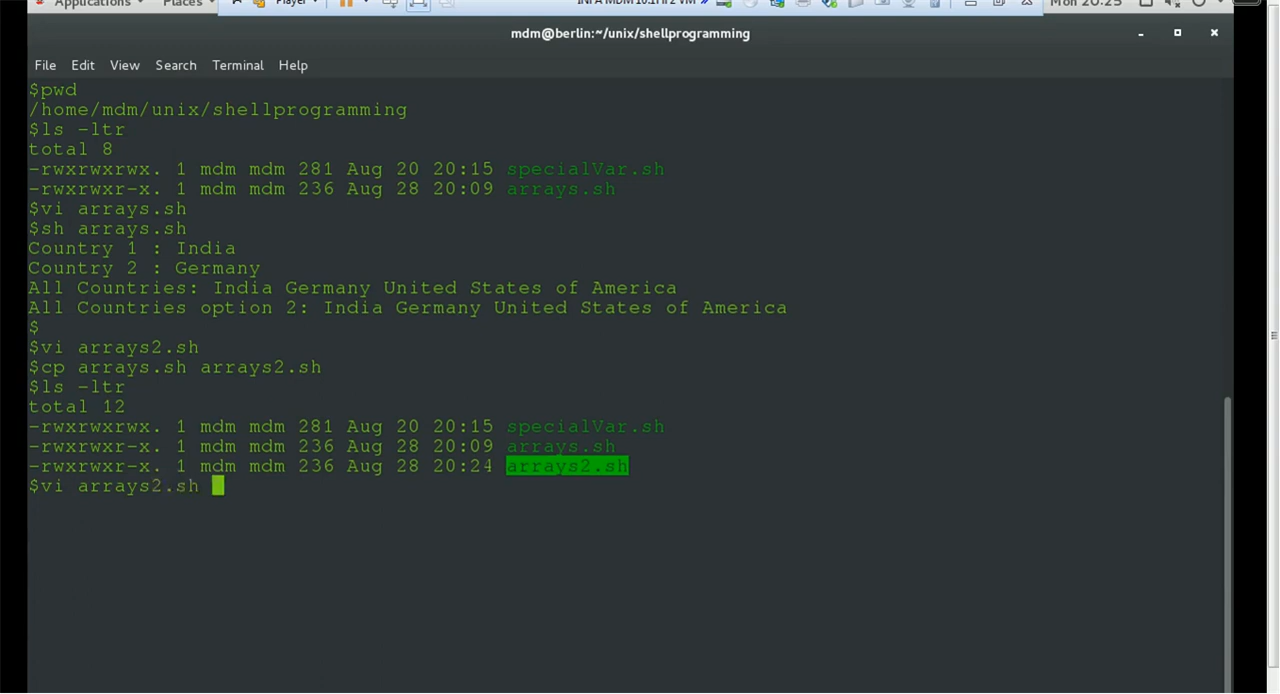 Applications Places Player Mon 20:25
mdm@berlin:~/unix/shellprogramming
File Edit View Search Terminal Help
$pwd
/home/mdm/unix/shellprogramming
$ls -ltr
total 8
-rwxrwxrwx. 1 mdm mdm 281 Aug 20 20:15 specialVar.sh
-rwxrwxr-x. 1 mdm mdm 236 Aug 28 20:09 arrays.sh
$vi arrays.sh
$sh arrays.sh
Country 1 : India
Country 2 : Germany
All Countries: India Germany United States of America
All Countries option 2: India Germany United States of America
$
$vi arrays2.sh
$cp arrays.sh arrays2.sh
$ls -ltr
total 12
-rwxrwxrwx. 1 mdm mdm 281 Aug 20 20:15 specialVar.sh
-rwxrwxr-x. 1 mdm mdm 236 Aug 28 20:09 arrays.sh
-rwxrwxr-x. 1 mdm mdm 236 Aug 28 20:24 arrays2.sh
$vi arrays2.sh